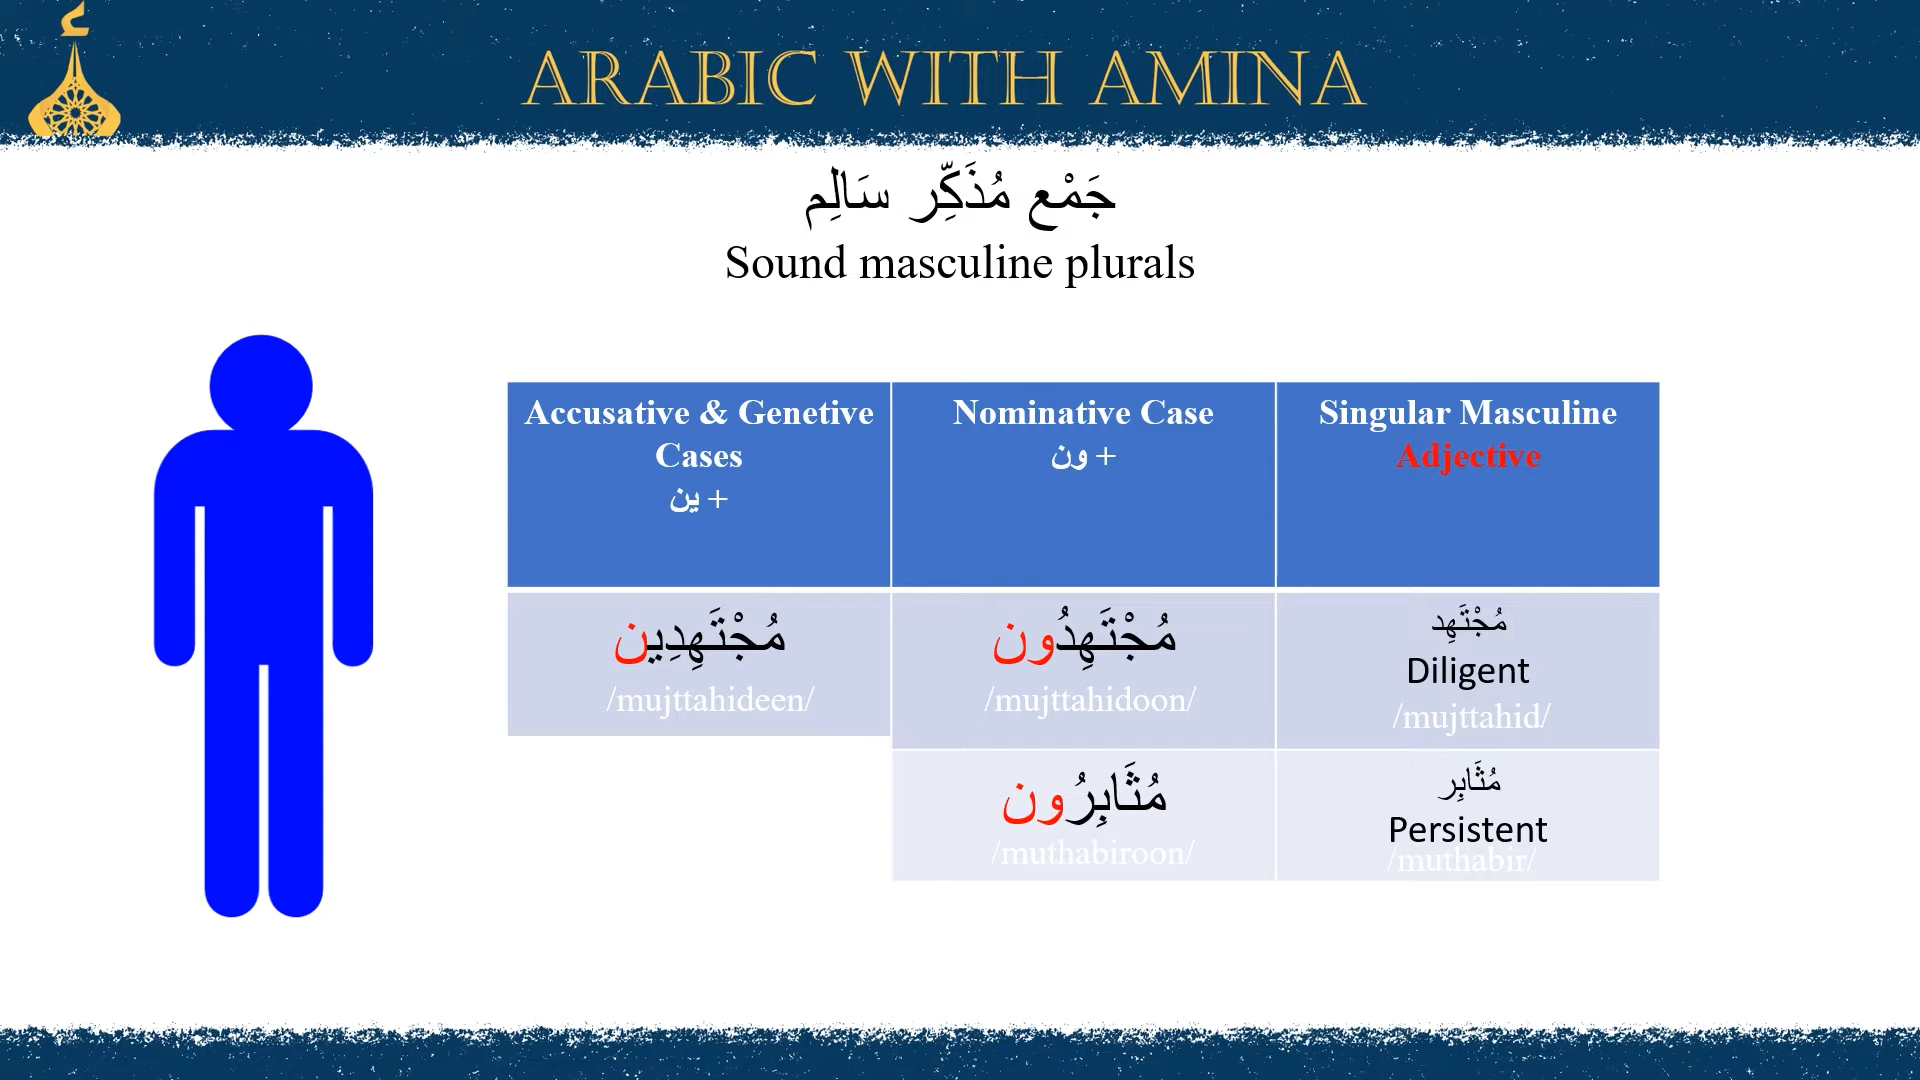 ARABIC WITH AMINA
جَمْع مُذَكِّر سَالِم
Sound masculine plurals
Accusative & Genetive
Cases
+ ين
Nominative Case
+ ون
Singular Masculine
Adjective
مُجْتَهِدِين
/mujttahideen/
مُجْتَهِدُون
/mujttahidoon/
مُجْتَهِد
Diligent
/mujttahid/
مُثَابِرُون
/muthabiroon/
مُثَابِر
Persistent
/muthabir/